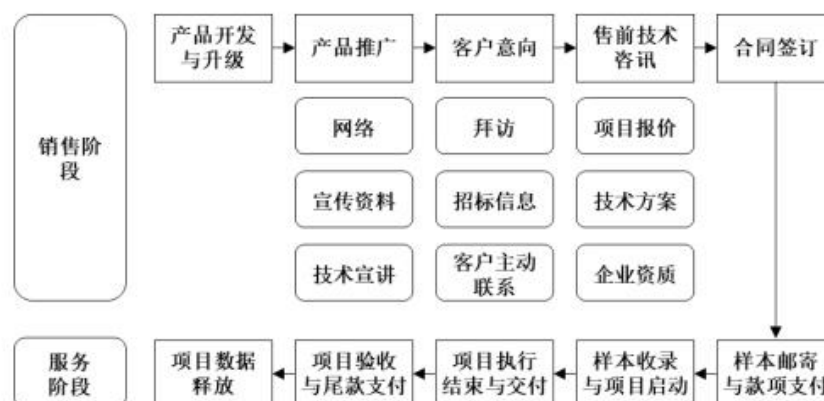 产品开发
与升级
产品推广
客户意向
售前技术
咨讯
合同签订
销售阶
段
网络
拜访
项目报价
宣传资料
招标信息
技术方案
技术宣讲
客户主动
联系
企业资质
服务
阶段
项目数据
释放
项目验收
与尾款支付
项目执行
结束与交付
样本收录
与项目启动
样本邮寄
与款项支付